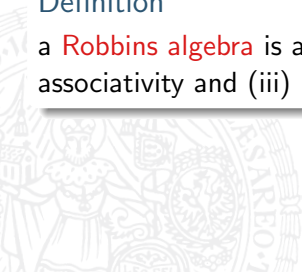 Definition
a Robbins algebra is a
associativity and (iii)